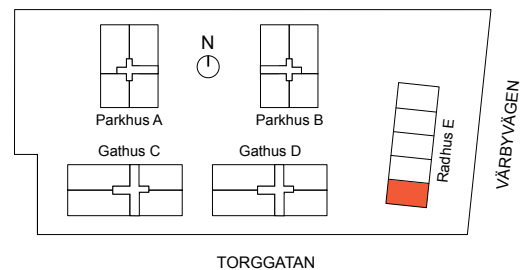 N
Parkhus A
Parkhus B
Gathus C
Gathus D
Radhus E
VÄRBYVÄGEN
TORGGATAN